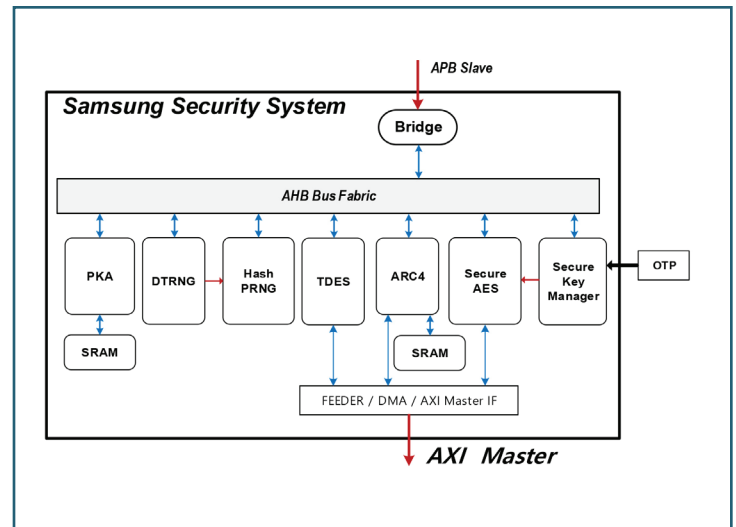 APB Slave
Samsung Security System
Bridge
AHB Bus Fabric
PKA
DTRNG
Hash
PRNG
TDES
ARC4
Secure
AES
Secure
Key
Manager
OTP
SRAM
SRAM
FEEDER / DMA / AXI Master IF
AXI Master